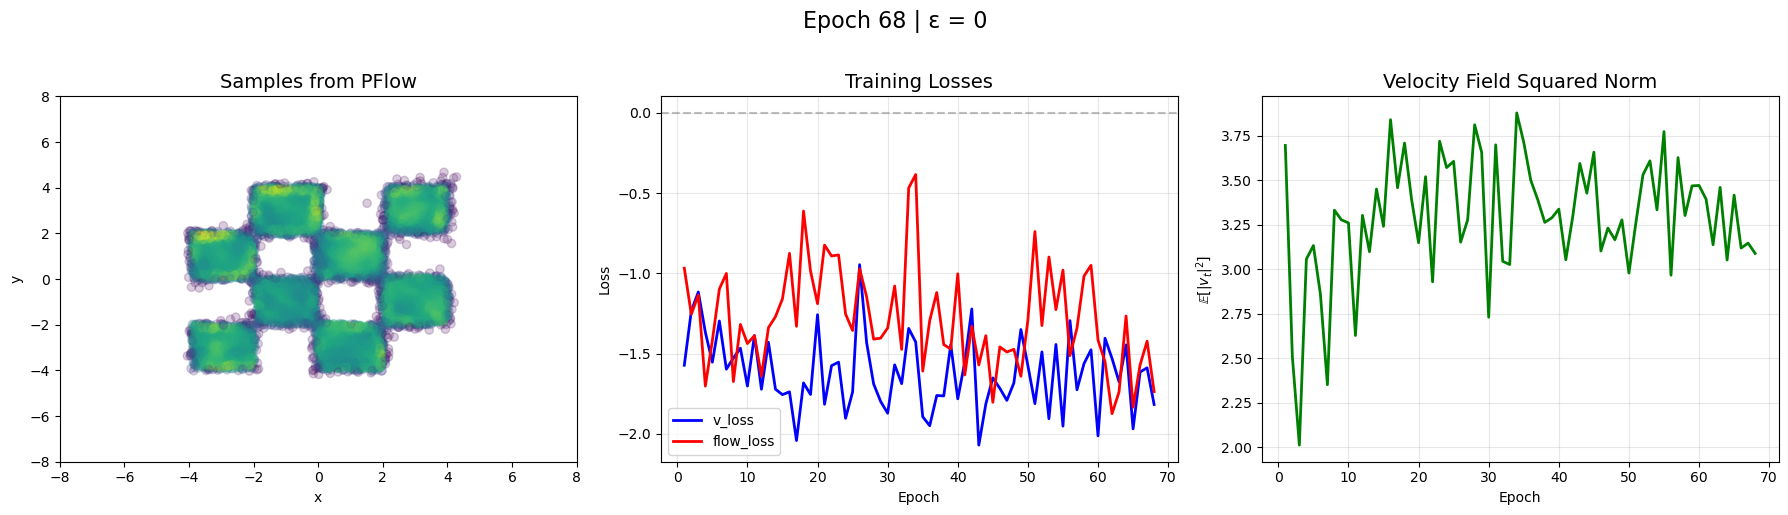 Epoch 68 | ε = 0
Samples from PFlow
8
6
4
2
0
−2
−4
−6
−8
y
−8 −6 −4 −2 0 2 4 6 8
x
Training Losses
0.0
−0.5
−1.0
−1.5
−2.0
Loss
v_loss
flow_loss
0 10 20 30 40 50 60 70
Epoch
Velocity Field Squared Norm
3.75
3.50
3.25
3.00
2.75
2.50
2.25
2.00
𝔼[|v_t|²]
0 10 20 30 40 50 60 70
Epoch